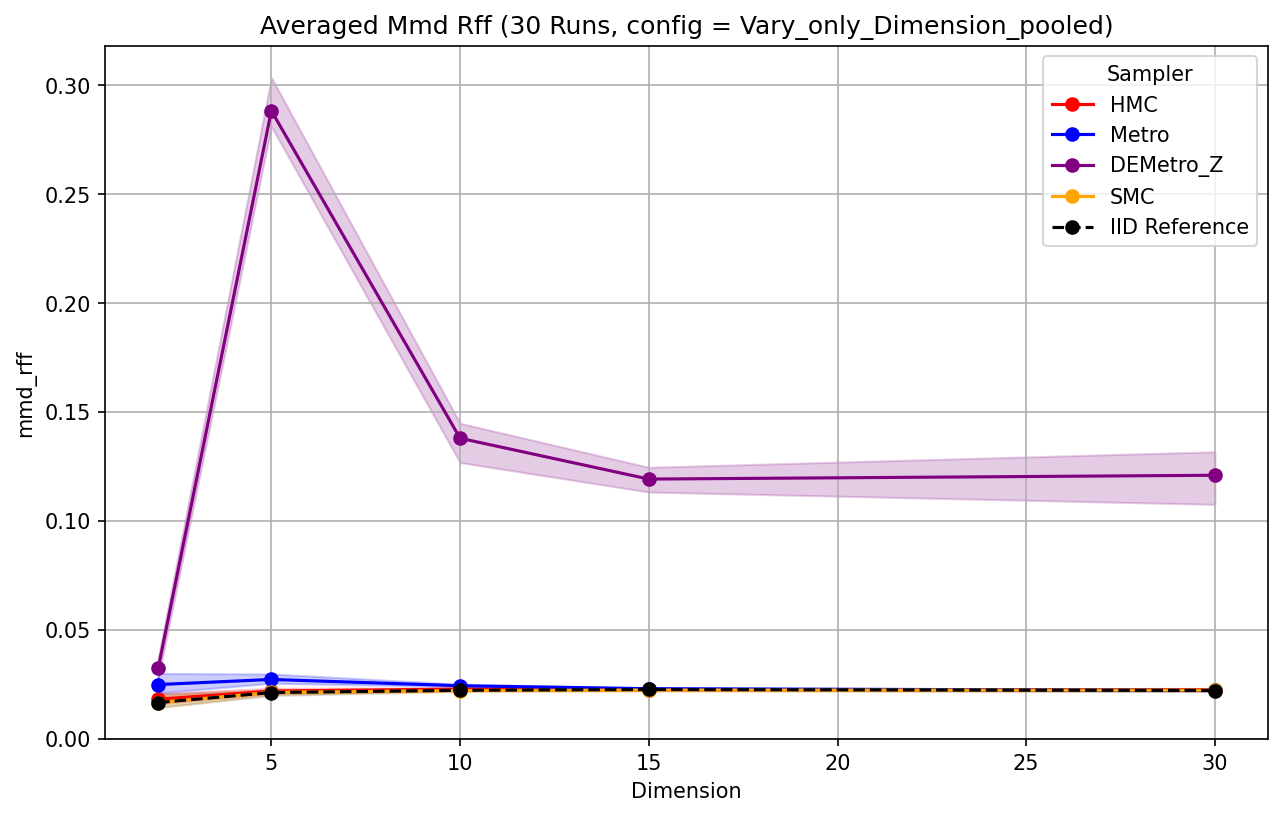 Averaged Mmd Rff (30 Runs, config = Vary_only_Dimension_pooled)
Sampler
HMC
Metro
DEMetro_Z
SMC
IID Reference
mmd_rff
0.30
0.25
0.20
0.15
0.10
0.05
0.00
5 10 15 20 25 30
Dimension